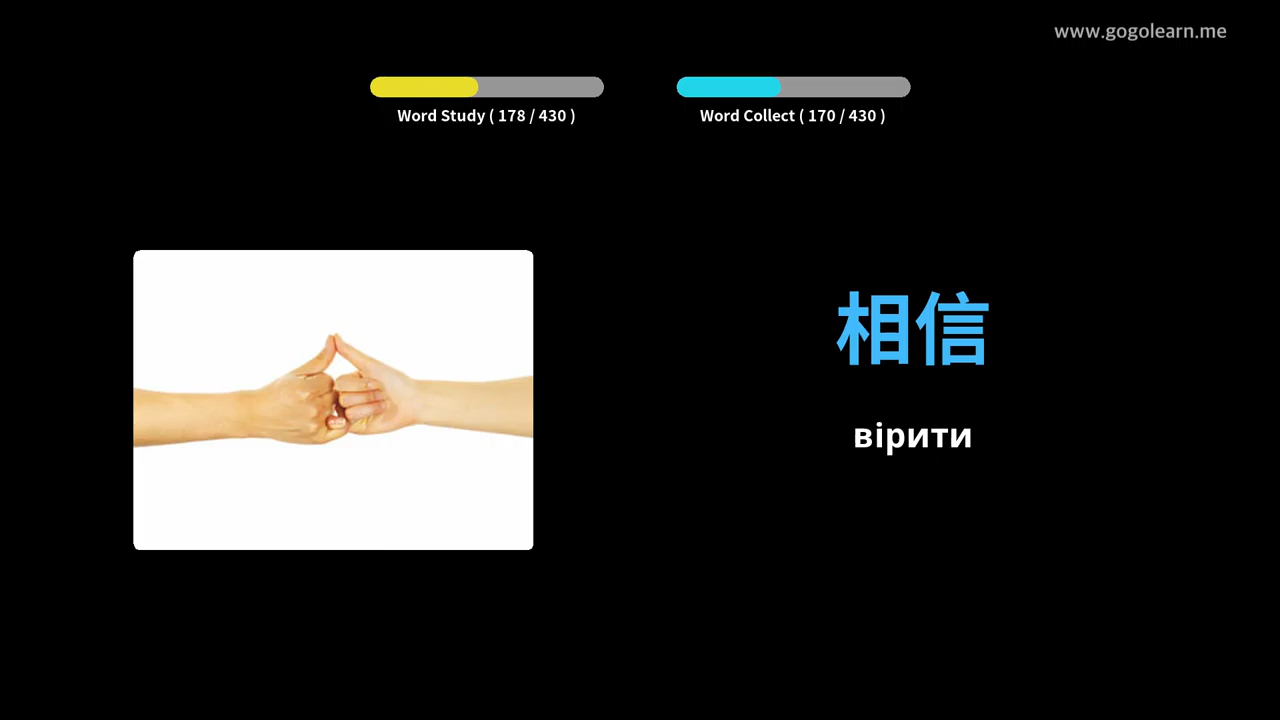 www.gogolearn.me
Word Study ( 178 / 430 )
Word Collect ( 170 / 430 )
相信
вірити